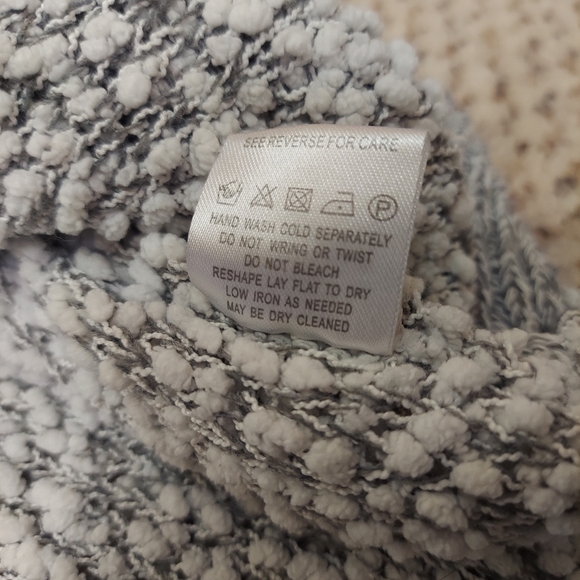 SEE REVERSE FOR CARE
P
HAND WASH COLD SEPARATELY
DO NOT WRING OR TWIST
DO NOT BLEACH
RESHAPE LAY FLAT TO DRY
LOW IRON AS NEEDED
MAY BE DRY CLEANED